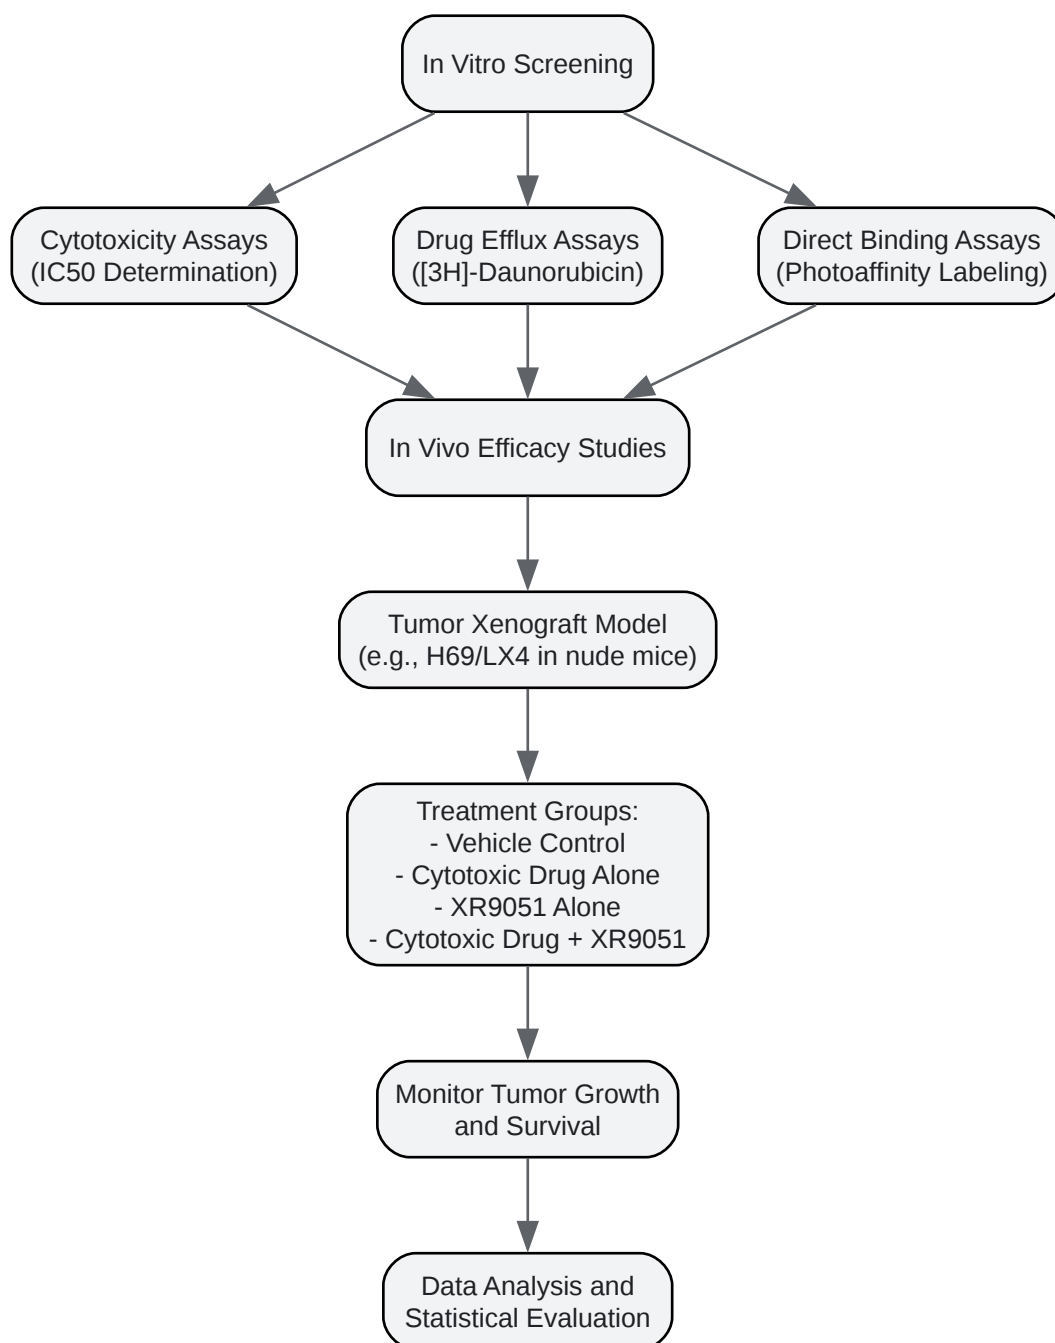 In Vitro Screening
Cytotoxicity Assays
(IC50 Determination)
Drug Efflux Assays
([3H]-Daunorubicin)
Direct Binding Assays
(Photoaffinity Labeling)
In Vivo Efficacy Studies
Tumor Xenograft Model
(e.g., H69/LX4 in nude mice)
Treatment Groups:
- Vehicle Control
- Cytotoxic Drug Alone
- XR9051 Alone
- Cytotoxic Drug + XR9051
Monitor Tumor Growth
and Survival
Data Analysis and
Statistical Evaluation